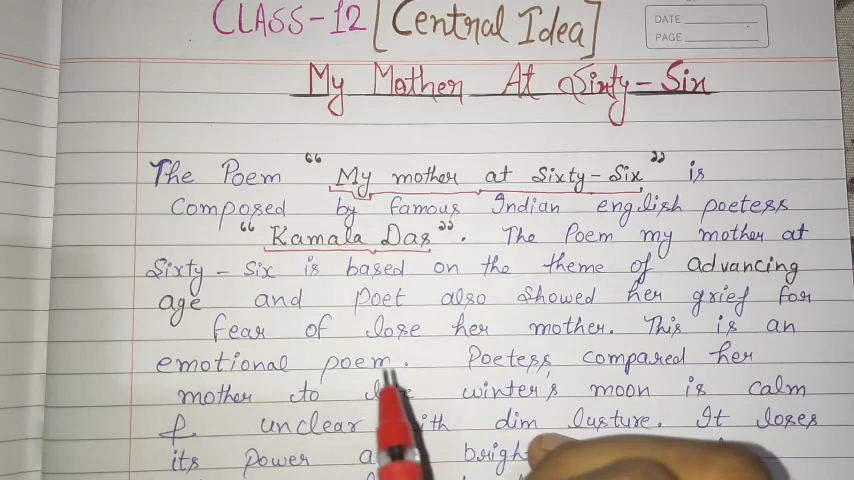 CLASS-12 [Central Idea]
DATE
PAGE
My Mother At Sixty-Six
The Poem "My mother at Sixty-Six" is
Composed by famous Indian english poetess
"Kamala Das". The Poem my mother at
Sixty-Six is based on the theme of advancing
age and Poet also showed her grief for
fear of lose her mother. This is an
emotional poem. Poetess compared her
mother to winter's moon is calm
& unclear dim lusture. It loses
its power